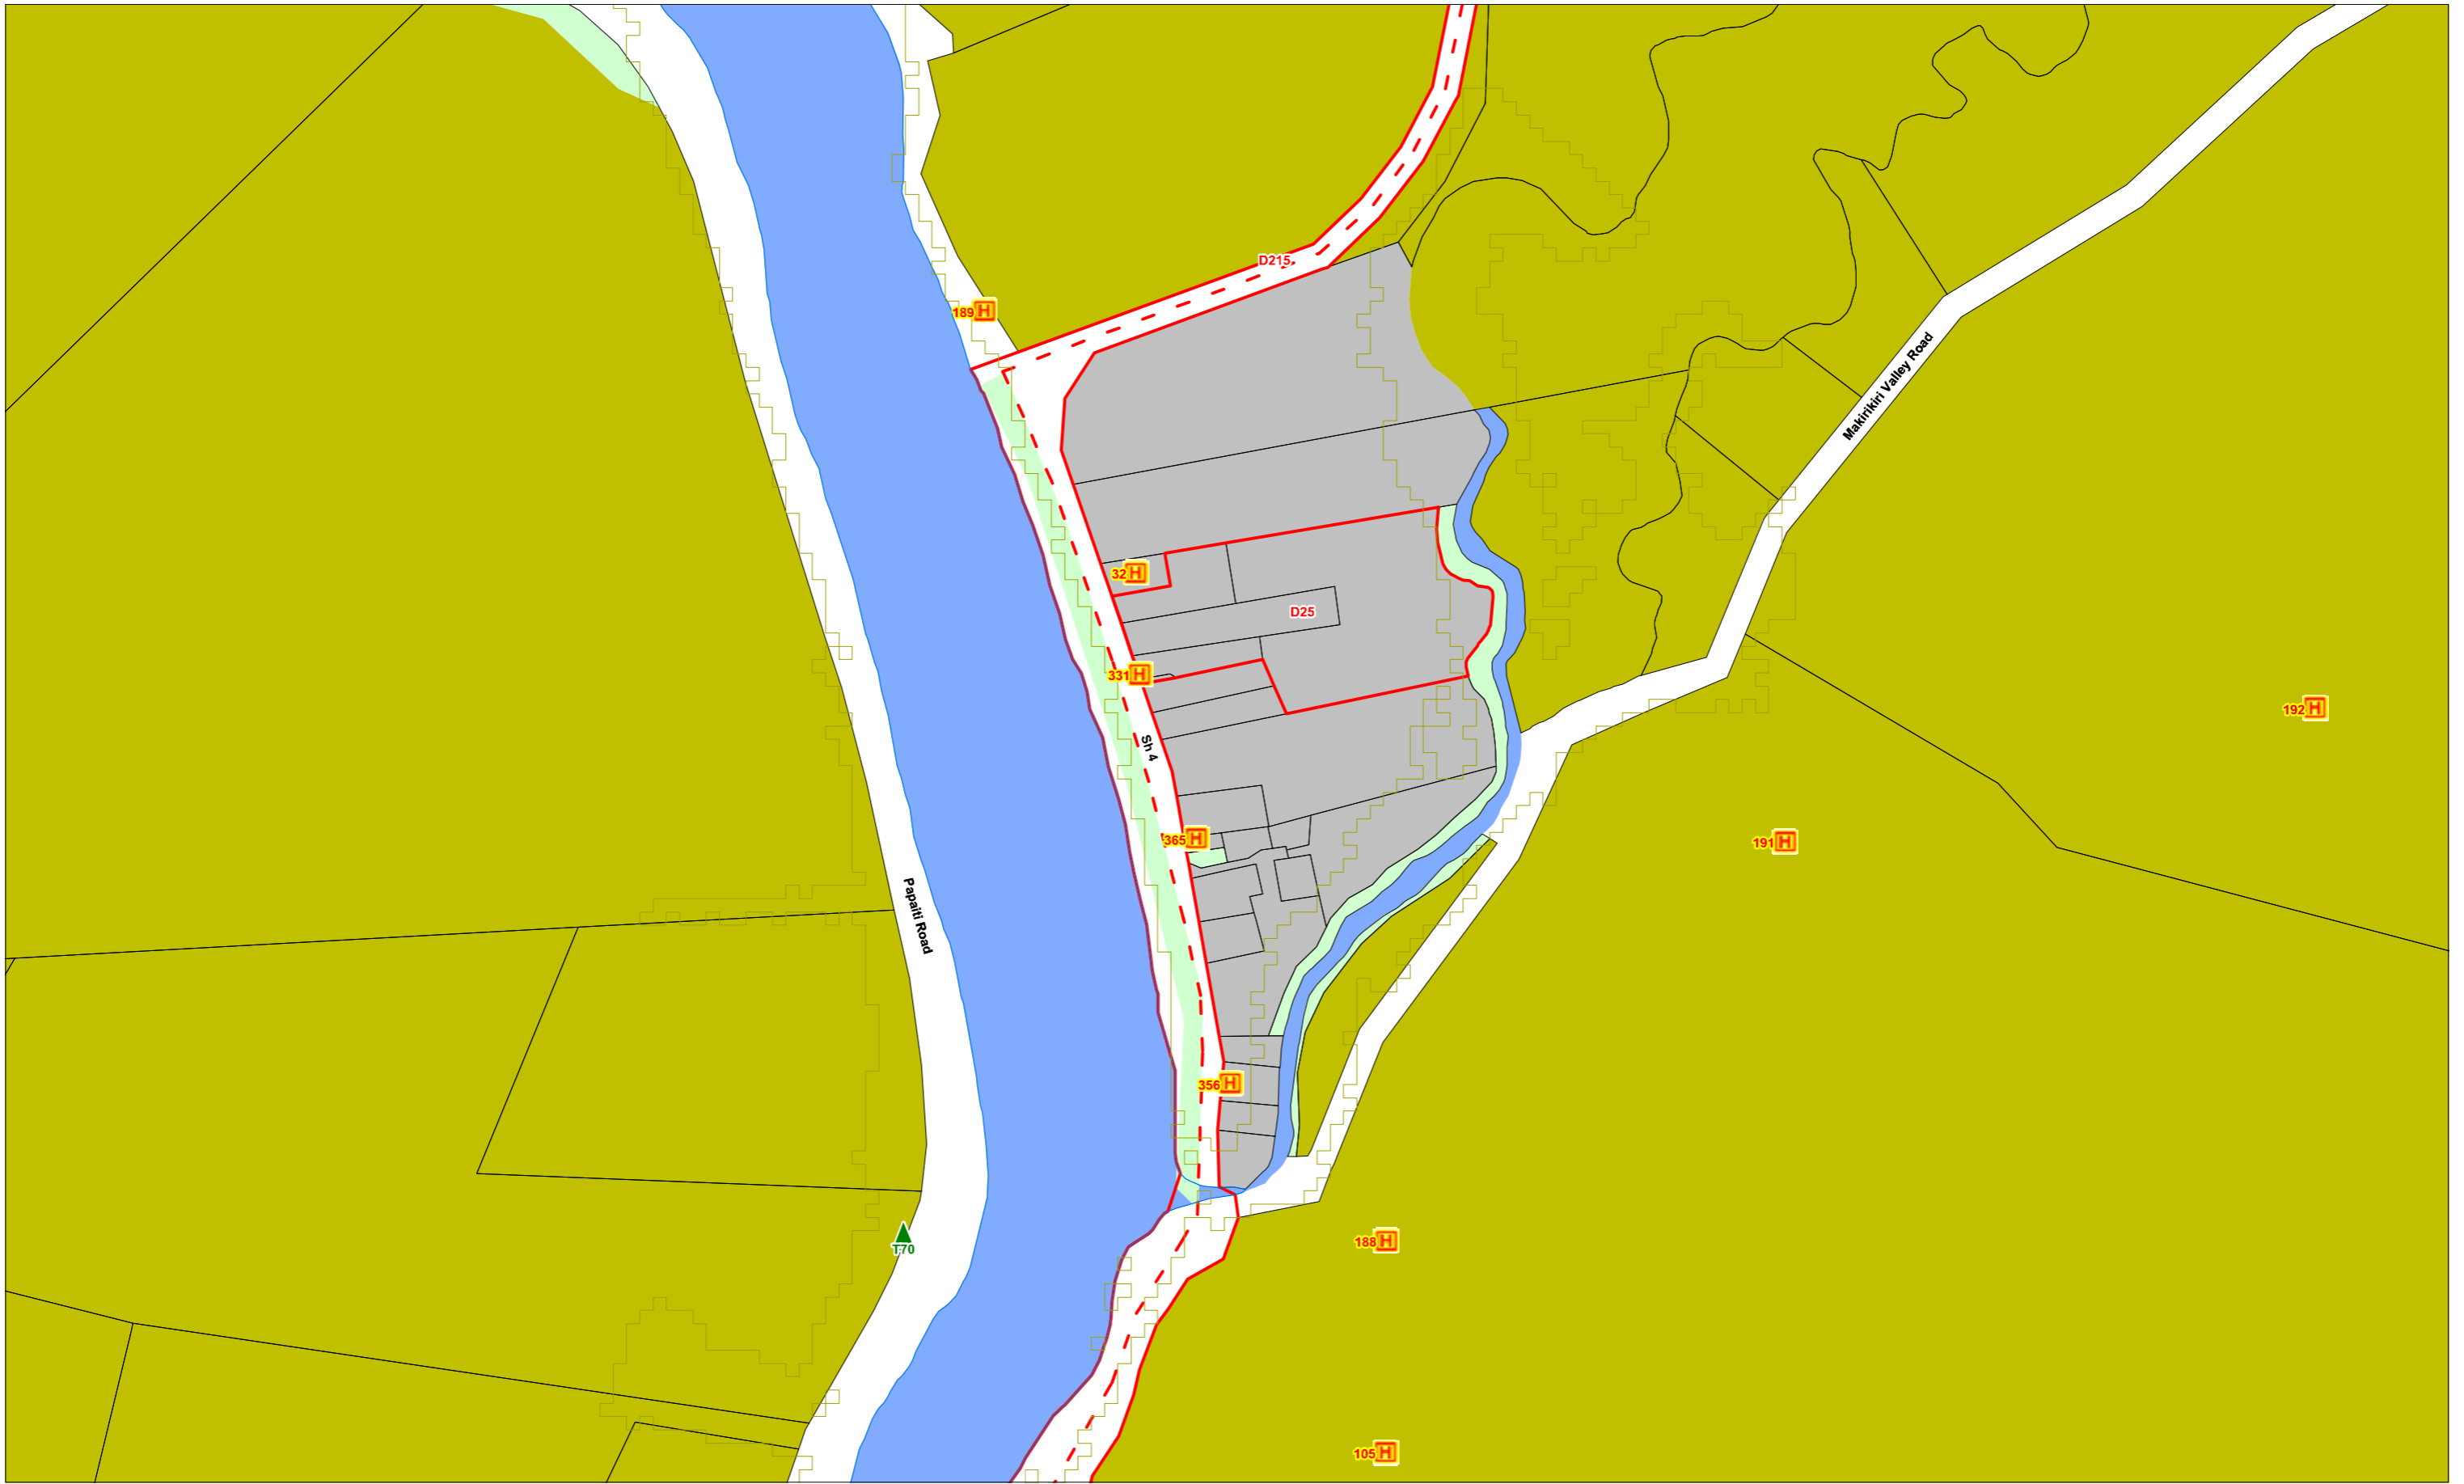 D215
189 H
Makirikiri Valley Road
32 H
D25
331 H
192 H
Sh 4
365 H
191 H
Papaiti Road
356 H
188 H
T70
105 H